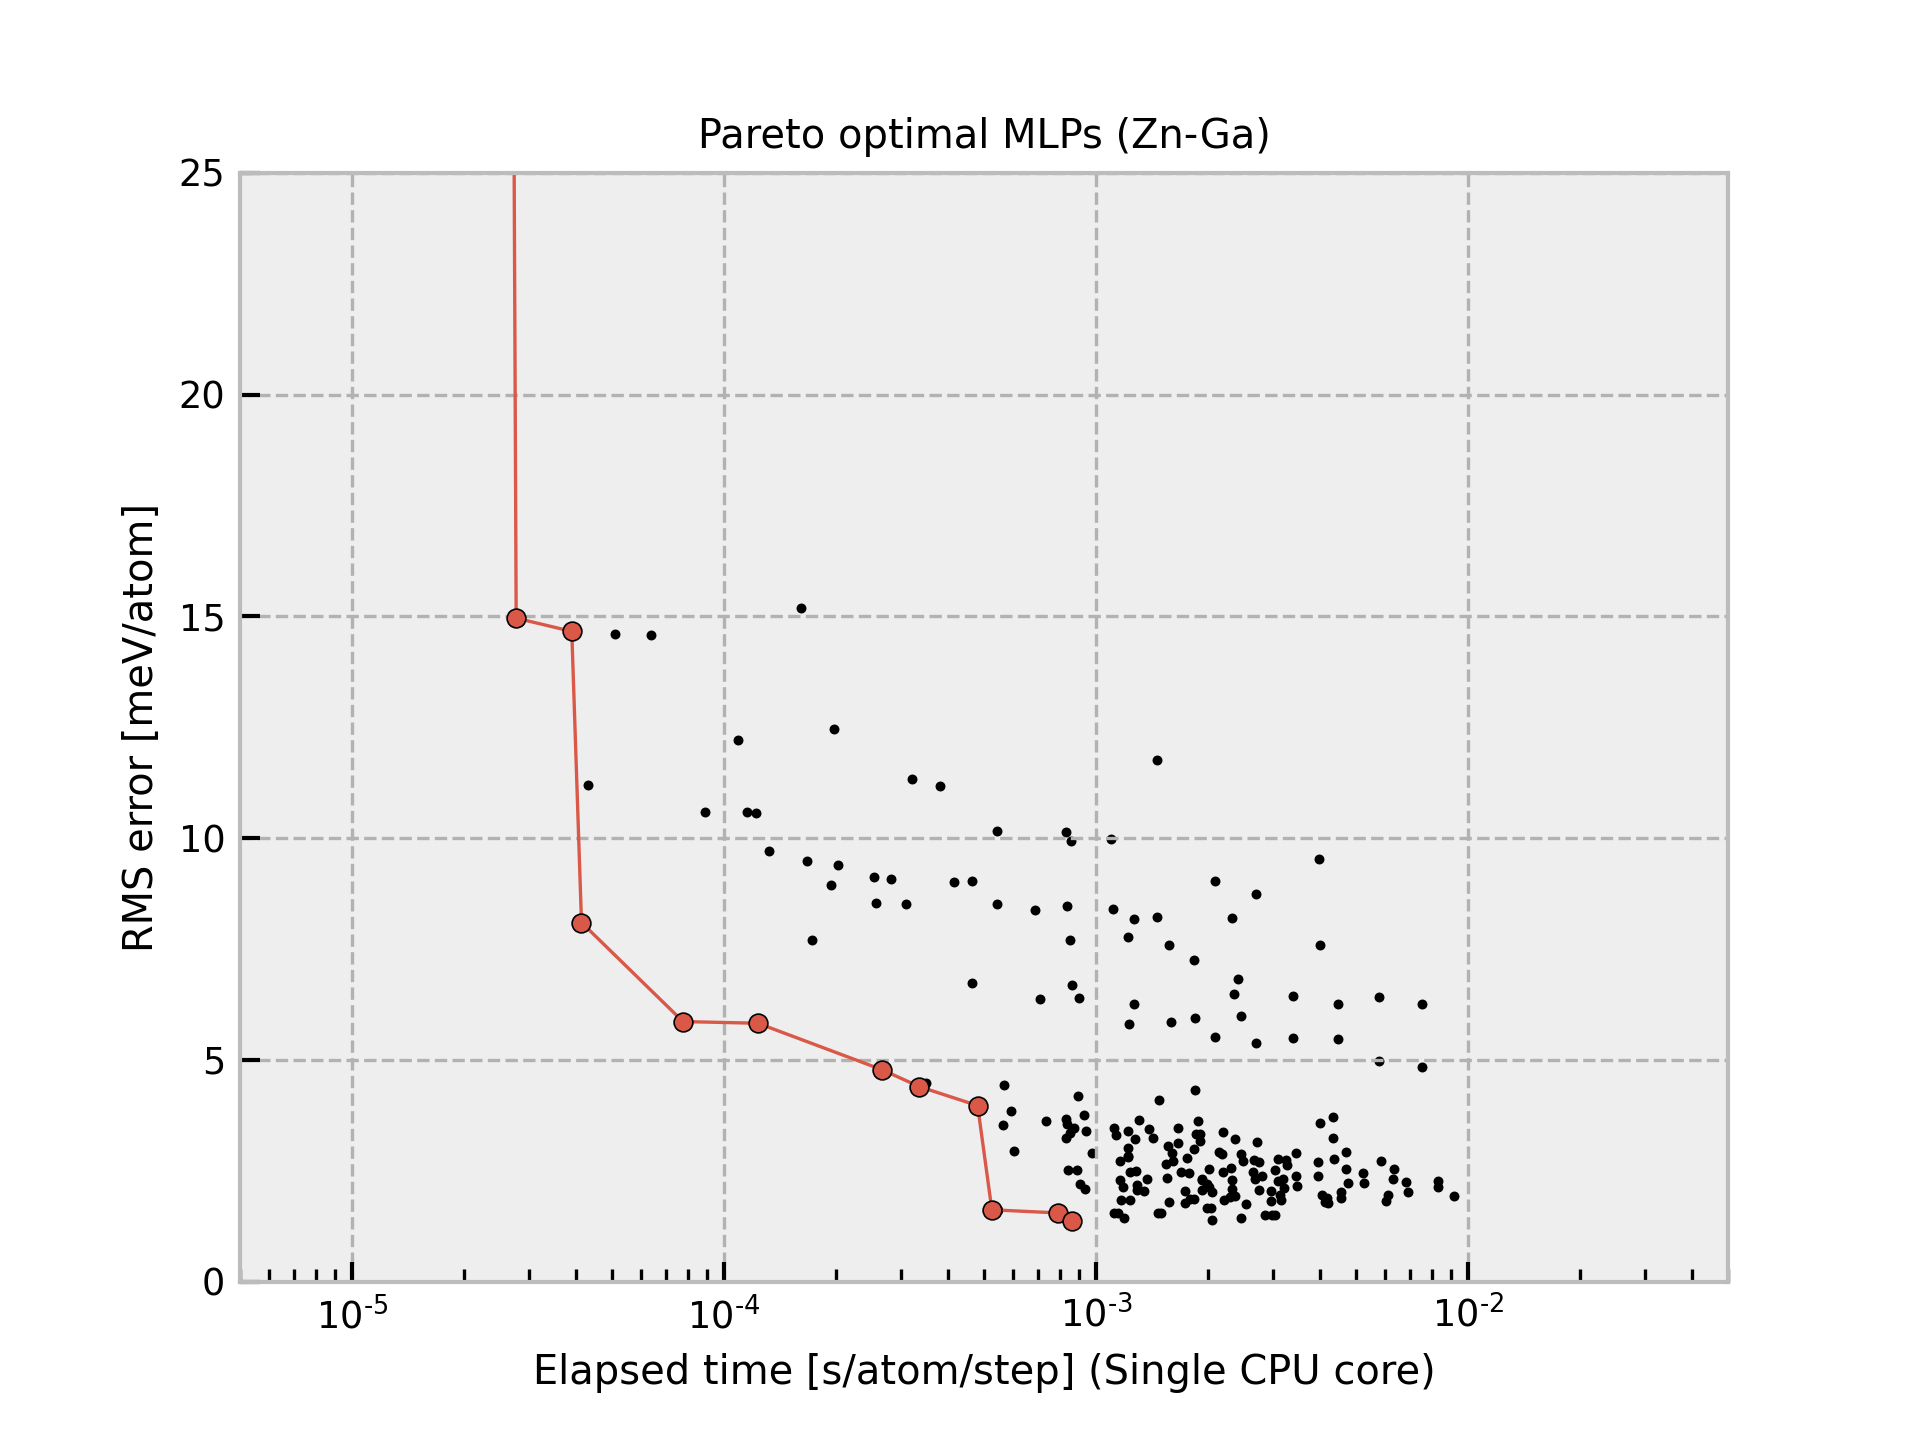 Pareto optimal MLPs (Zn-Ga)
25
20
15
10
5
0
RMS error [meV/atom]
10-5 10-4 10-3 10-2
Elapsed time [s/atom/step] (Single CPU core)